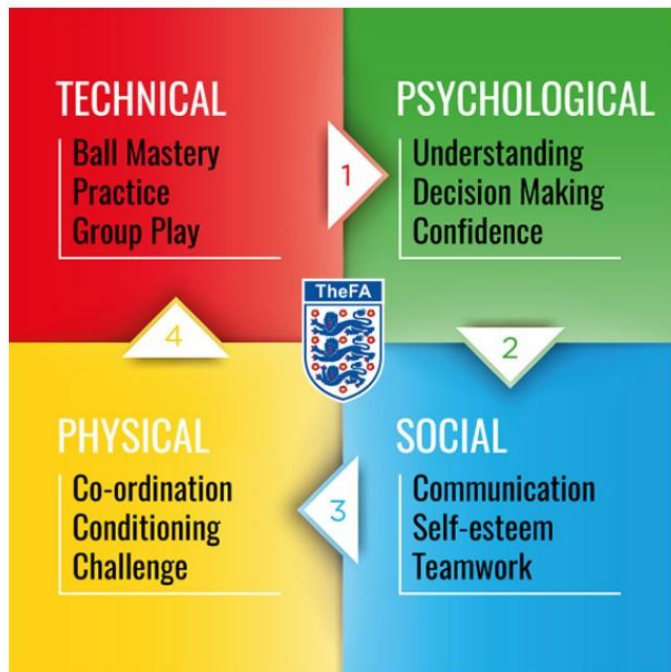 TECHNICAL
Ball Mastery
Practice
Group Play
1
PSYCHOLOGICAL
Understanding
Decision Making
Confidence
2
TheFA
4
PHYSICAL
Co-ordination
Conditioning
Challenge
3
SOCIAL
Communication
Self-esteem
Teamwork